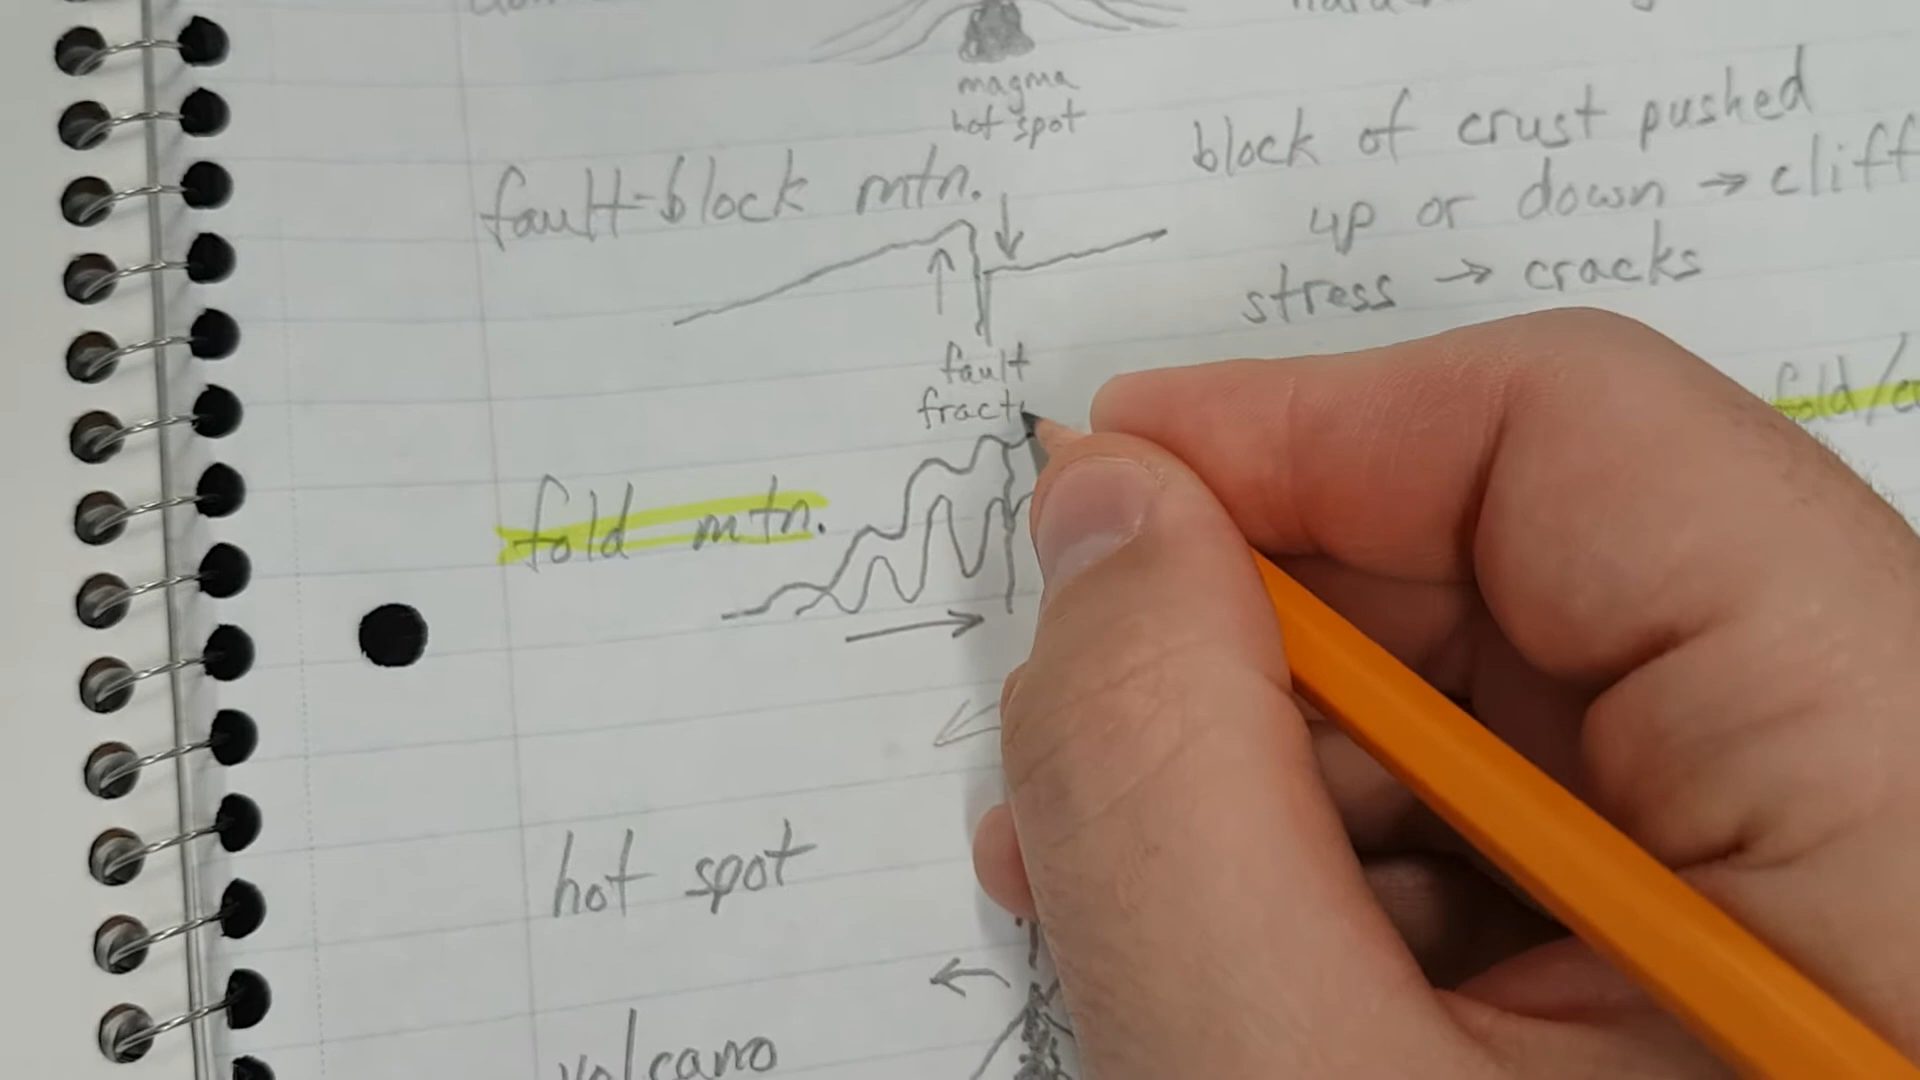 magma
hot spot
fault-block mtn.
block of crust pushed
up or down → cliff
stress → cracks
fault
fract
fold mtn.
fold/
hot spot
volcano